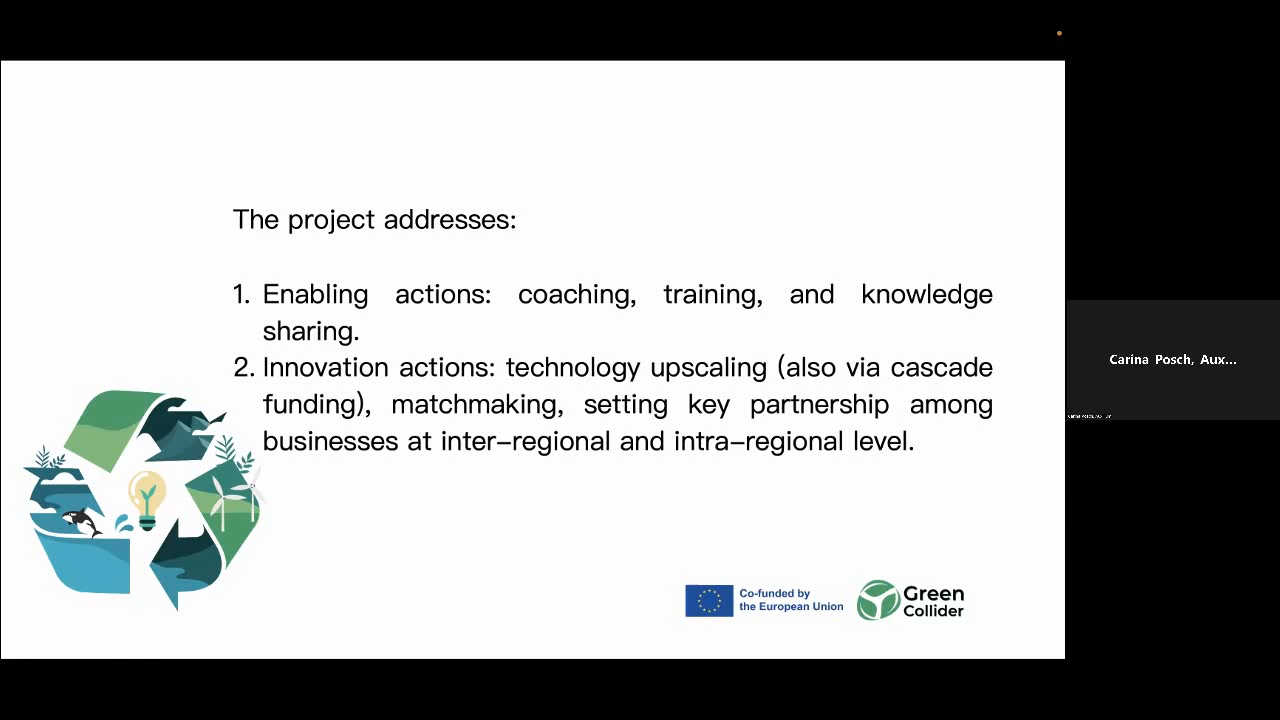 The project addresses:
1. Enabling actions: coaching, training, and knowledge
sharing.
2. Innovation actions: technology upscaling (also via cascade
funding), matchmaking, setting key partnership among
businesses at inter–regional and intra–regional level.
Co-funded by
the European Union
Green
Collider
Carina Posch, Aux...